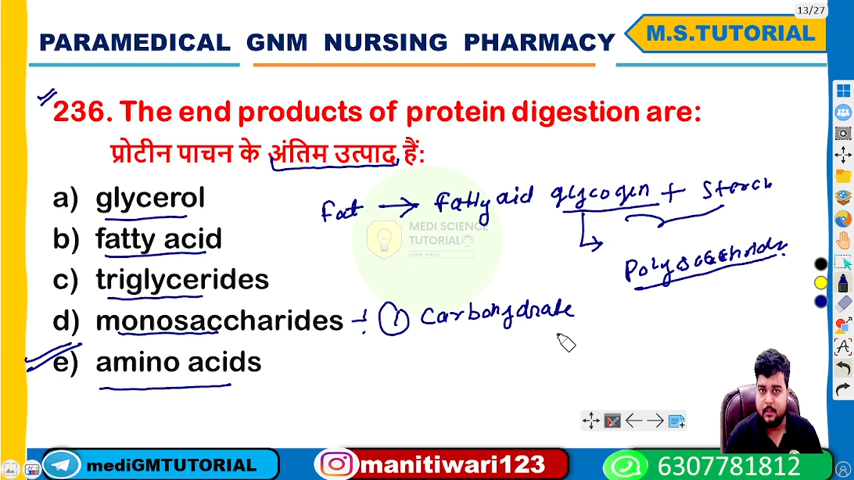 13/27
PARAMEDICAL GNM NURSING PHARMACY
M.S.TUTORIAL
236. The end products of protein digestion are:
प्रोटीन पाचन के अंतिम उत्पाद हैं:
a) glycerol
Fat → Fatty aid glycogen + Starch
b) fatty acid
MEDI SCIENCE
TUTORIAL
c) triglycerides
d) monosaccharides
① Carbohydrate
e) amino acids
mediGMTUTORIAL
manitiwari123
6307781812